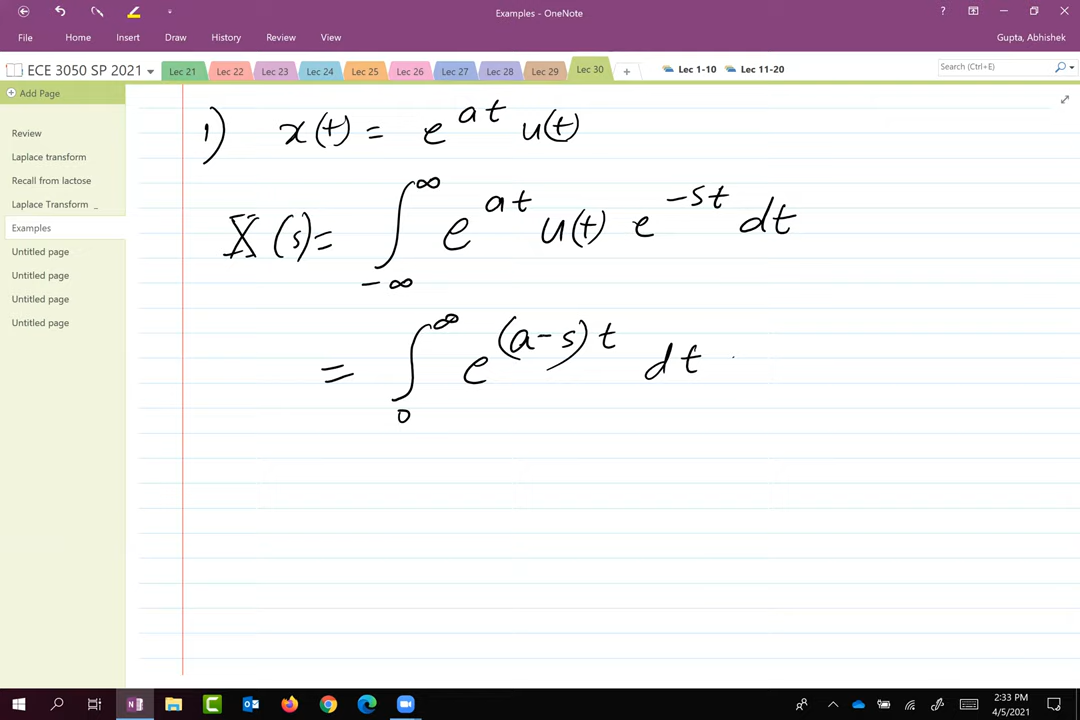 Examples - OneNote
?
File Home Insert Draw History Review View
Gupta, Abhishek
ECE 3050 SP 2021
Lec 21 Lec 22 Lec 23 Lec 24 Lec 25 Lec 26 Lec 27 Lec 28 Lec 29 Lec 30 + Lec 1-10 Lec 11-20
Search (Ctrl+E)
Add Page
Review
Laplace transform
Recall from lactose
Laplace Transform _
Examples
Untitled page
Untitled page
Untitled page
Untitled page
1) x(t) = e^{at} u(t)
X(s) = ∫_{-∞}^{∞} e^{at} u(t) e^{-st} dt
= ∫_{0}^{∞} e^{(a-s)t} dt
2:33 PM
4/5/2021